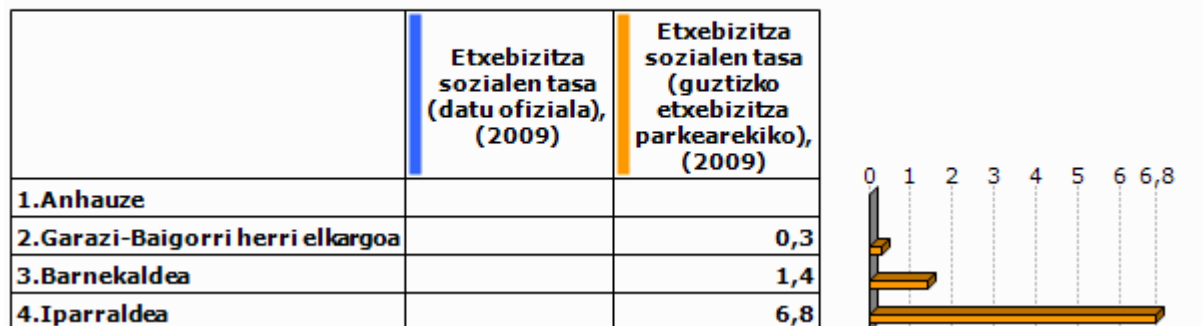 Etxebizitza
sozialen tasa
(datu ofiziala),
(2009)
Etxebizitza
sozialen tasa
(guztizko
etxebizitza
parkearekiko),
(2009)
0 1 2 3 4 5 6 6,8
1.Anhauze
2.Garazi-Baigorri herri elkargoa 0,3
3.Barnekaldea 1,4
4.Iparraldea 6,8